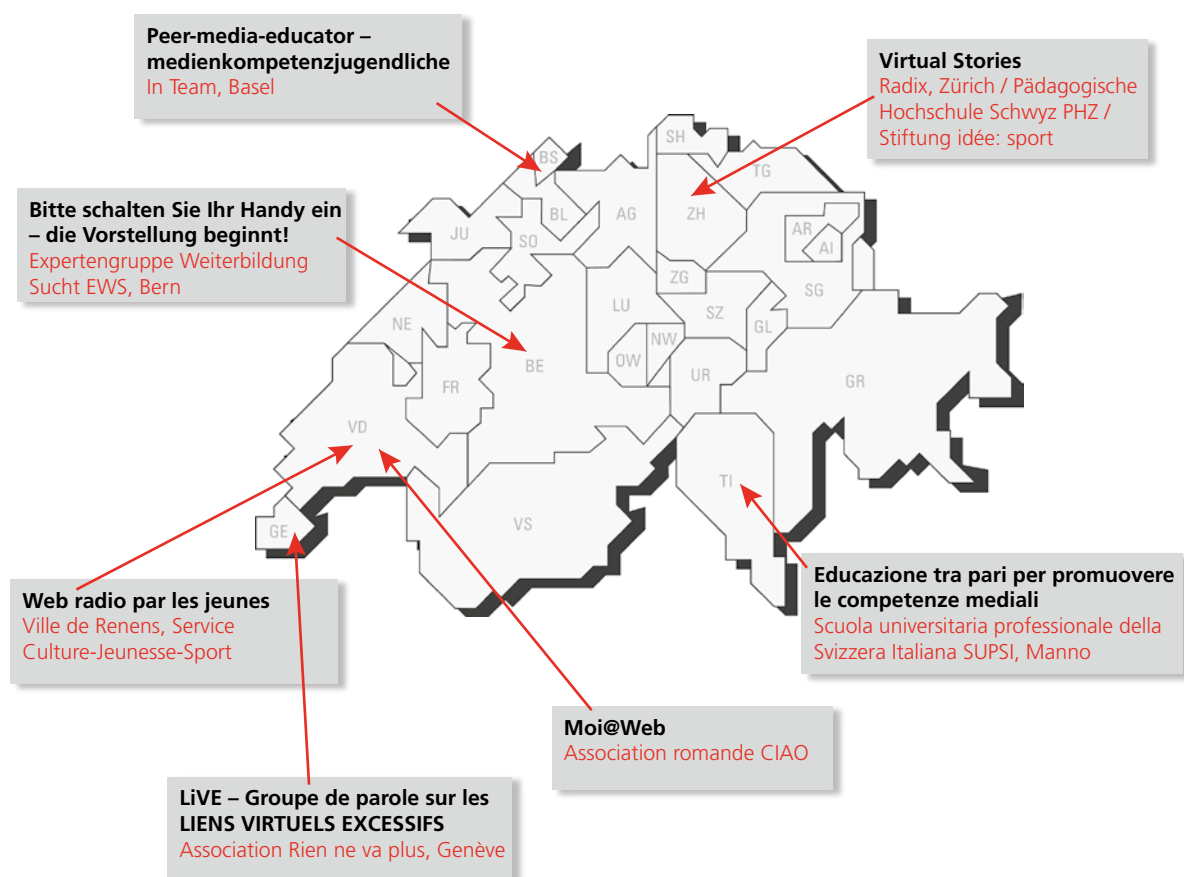 Peer-media-educator –
medienkompetenzjugendliche
In Team, Basel
Virtual Stories
Radix, Zürich / Pädagogische
Hochschule Schwyz PHZ /
Stiftung idée: sport
Bitte schalten Sie Ihr Handy ein
– die Vorstellung beginnt!
Expertengruppe Weiterbildung
Sucht EWS, Bern
SH
BS
TG
BL
AG
ZH
JU
SO
AR
AI
ZG
SG
LU
SZ
NE
GL
NW
OW
BE
UR
FR
GR
VD
TI
VS
GE
Web radio par les jeunes
Ville de Renens, Service
Culture-Jeunesse-Sport
Educazione tra pari per promuovere
le competenze mediali
Scuola universitaria professionale della
Svizzera Italiana SUPSI, Manno
Moi@Web
Association romande CIAO
LiVE – Groupe de parole sur les
LIENS VIRTUELS EXCESSIFS
Association Rien ne va plus, Genève